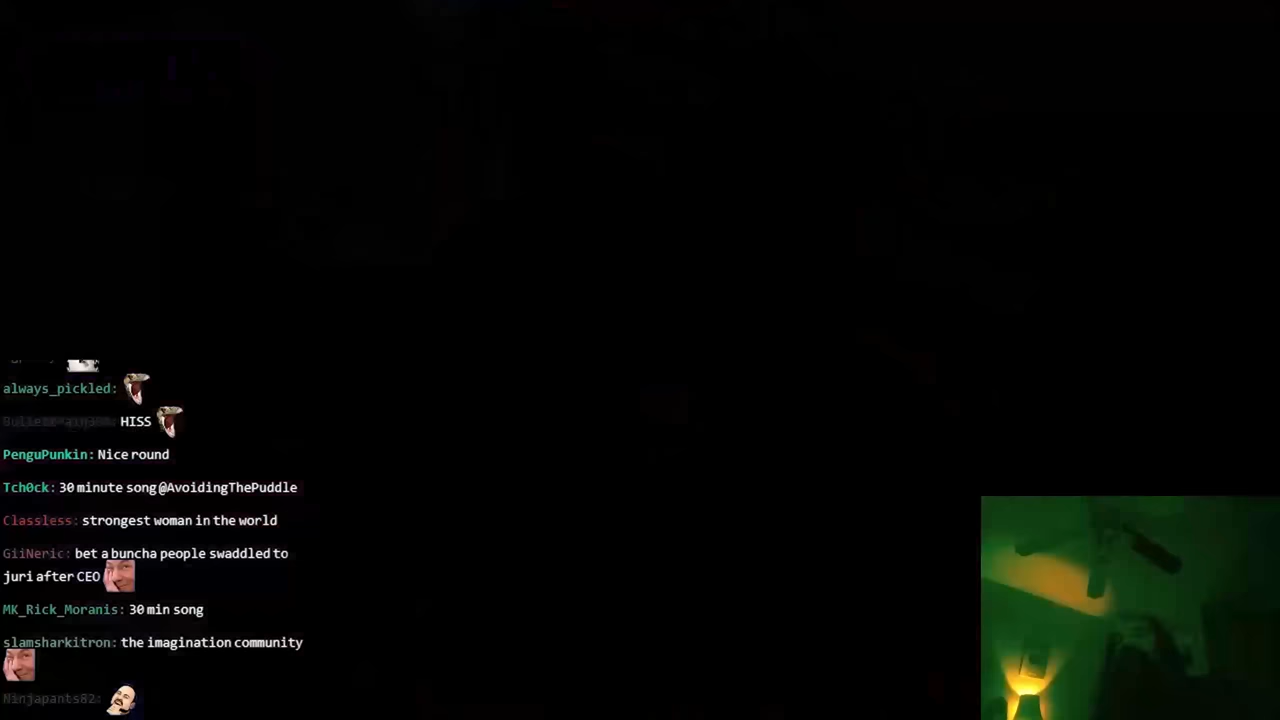 always_pickled:
HISS
PenguPunkin: Nice round
Tch0ck: 30 minute song @AvoidingThePuddle
Classless: strongest woman in the world
GiiNeric: bet a buncha people swaddled to
juri after CEO
MK_Rick_Moranis: 30 min song
slamsharkitron: the imagination community
Ninjapants82: